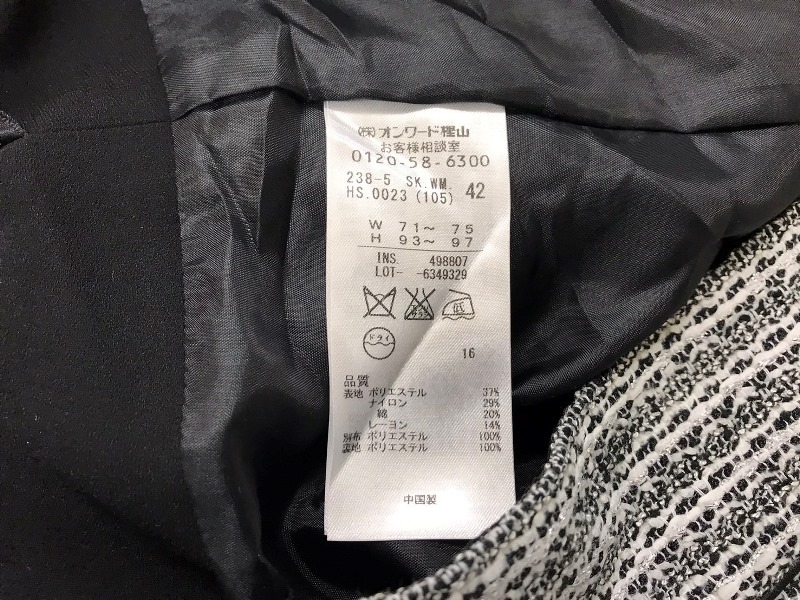 ㈱オンワード樫山
お客様相談室
0120-58-6300
238-5 SK.WM. 42
HS.0023 (105)
W 71〜 75
H 93〜 97
INS. 498807
LOT- -6349329
低
ドライ
16
品質
表地 ポリエステル 37%
ナイロン 29%
綿 20%
レーヨン 14%
別布 ポリエステル 100%
裏地 ポリエステル 100%
中国製